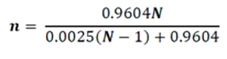 n = 0.9604N / 0.0025(N − 1) + 0.9604